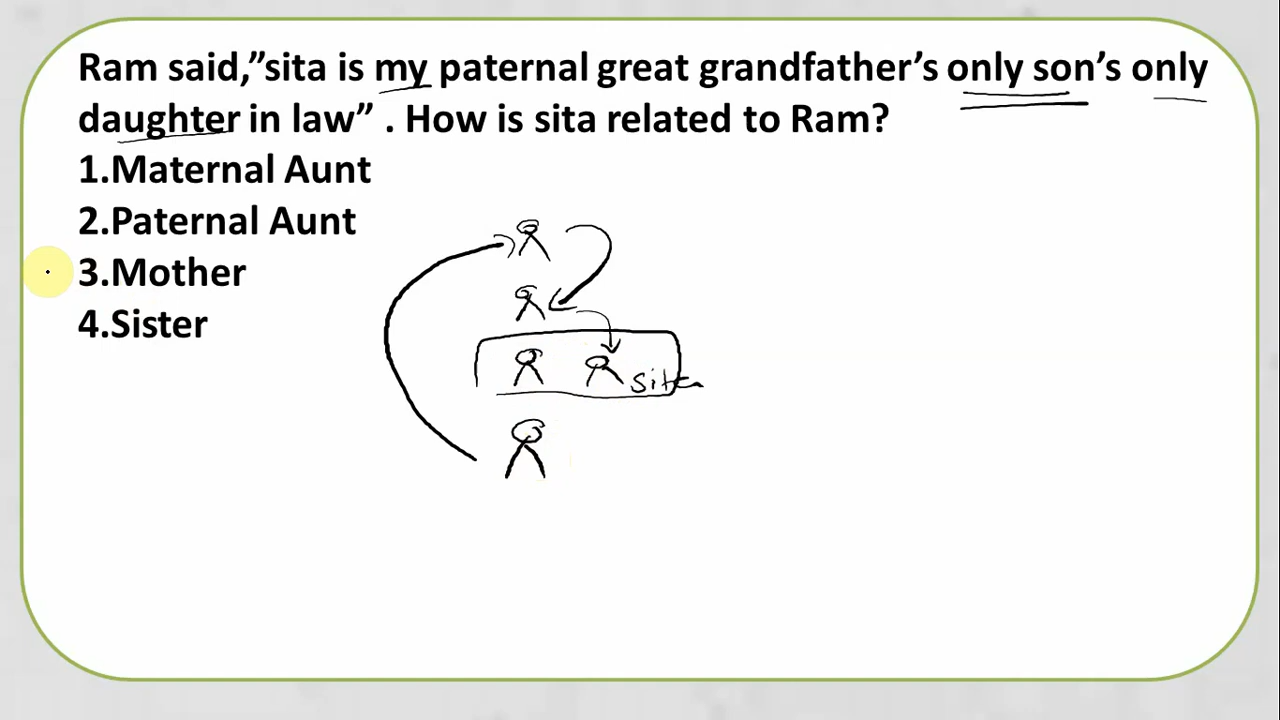 Ram said,”sita is my paternal great grandfather’s only son’s only
daughter in law” . How is sita related to Ram?
1.Maternal Aunt
2.Paternal Aunt
3.Mother
4.Sister
sita